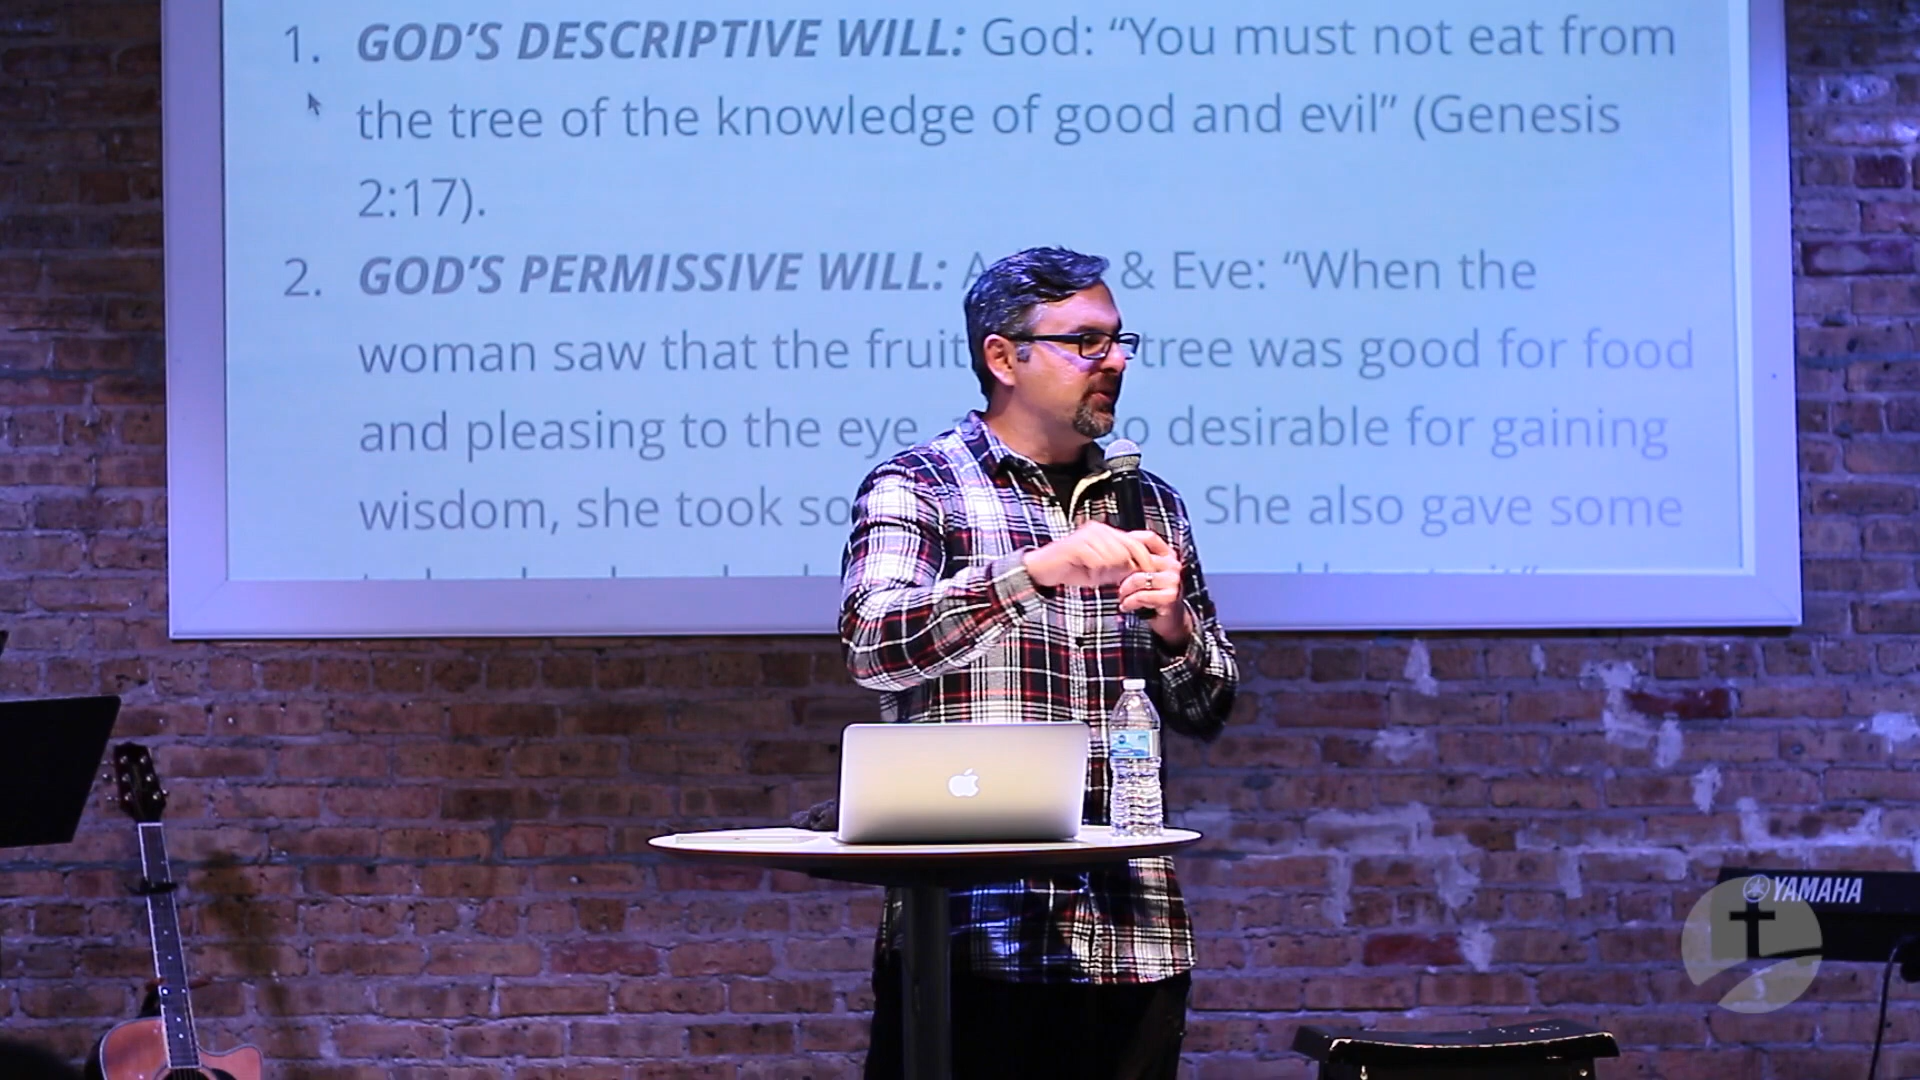 1. GOD'S DESCRIPTIVE WILL: God: “You must not eat from
the tree of the knowledge of good and evil” (Genesis
2:17).
2. GOD'S PERMISSIVE WILL: & Eve: “When the
woman saw that the fruit tree was good for food
and pleasing to the eye desirable for gaining
wisdom, she took She also gave some
YAMAHA